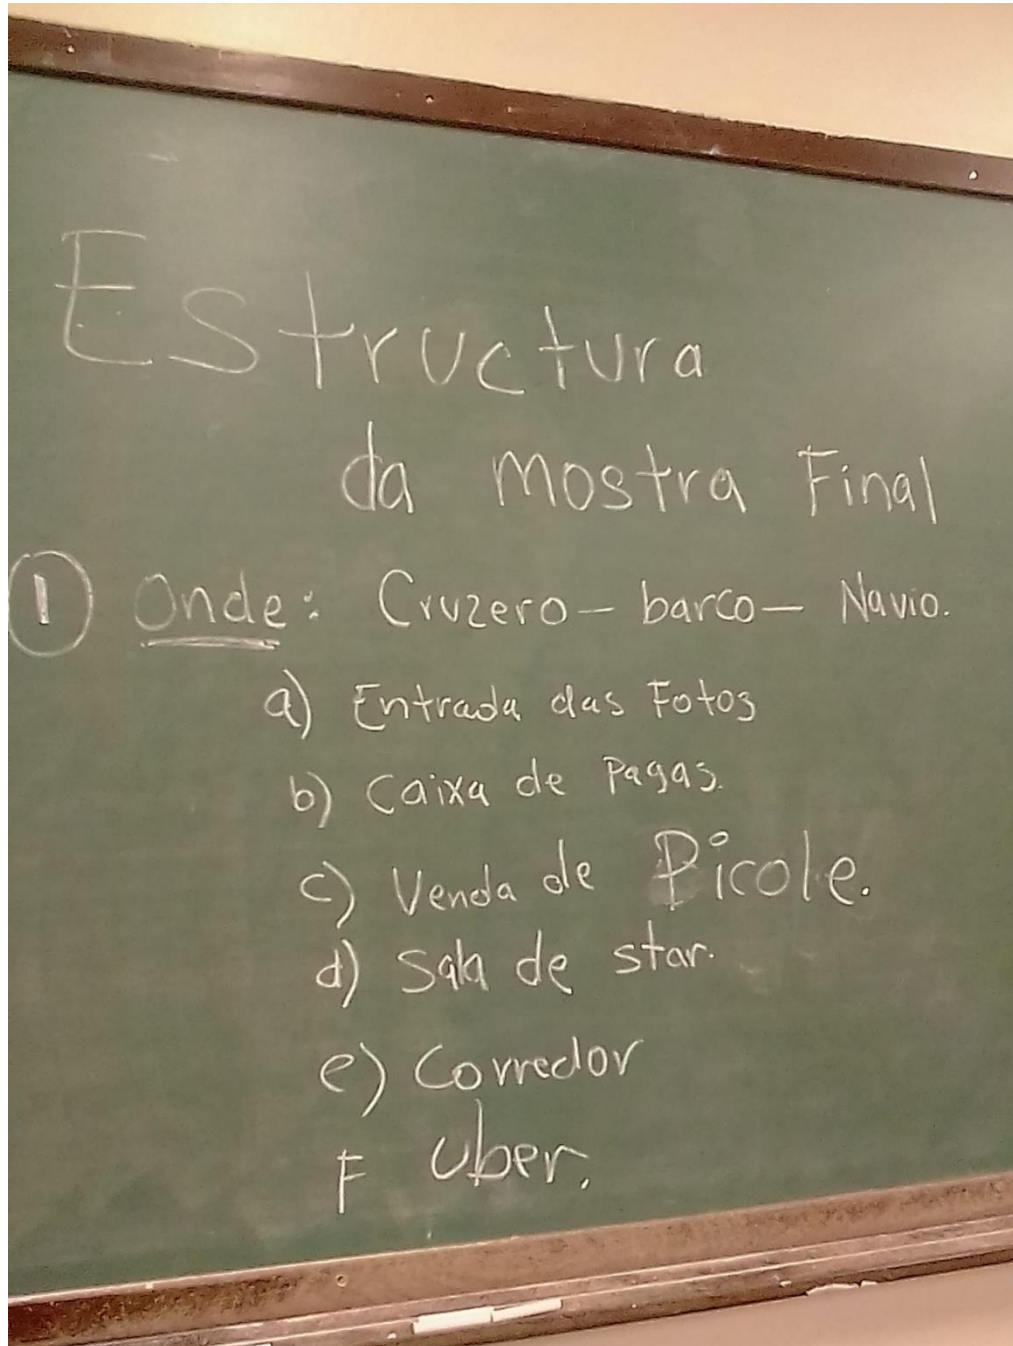 Estructura
da mostra Final
1 Onde: Cruzero - barco - Navio.
a) Entrada das Fotos
b) Caixa de Pagas.
c) Venda de Picole.
d) Sala de star.
e) Corredor
F Uber.